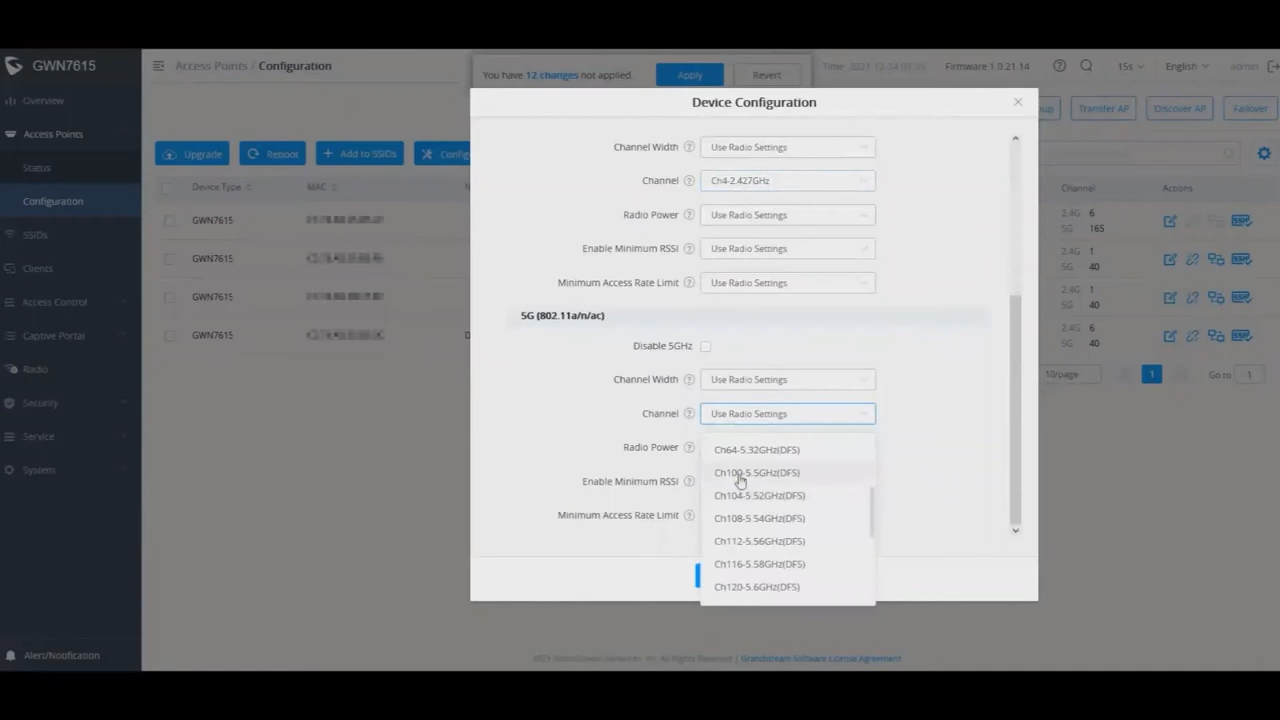 GWN7615
Access Points / Configuration
You have 12 changes not applied.
Apply
Revert
Firmware 1.0.21.14
15s
English
admin
Overview
Access Points
Status
Configuration
SSIDs
Clients
Access Control
Captive Portal
Radio
Security
Service
System
Alert/Notification
Transfer AP
Discover AP
Failover
Upgrade
Reboot
Add to SSIDs
Device Type
MAC
Channel
Actions
GWN7615
2.4G 6
5G 165
GWN7615
2.4G 1
5G 40
GWN7615
2.4G 1
5G 40
GWN7615
2.4G 6
5G 40
10/page
1
Go to 1
Device Configuration
Channel Width Use Radio Settings
Channel Ch4-2.427GHz
Radio Power Use Radio Settings
Enable Minimum RSSI Use Radio Settings
Minimum Access Rate Limit Use Radio Settings
5G (802.11a/n/ac)
Disable 5GHz
Channel Width Use Radio Settings
Channel Use Radio Settings
Radio Power
Enable Minimum RSSI
Minimum Access Rate Limit
Ch64-5.32GHz(DFS)
Ch100-5.5GHz(DFS)
Ch104-5.52GHz(DFS)
Ch108-5.54GHz(DFS)
Ch112-5.56GHz(DFS)
Ch116-5.58GHz(DFS)
Ch120-5.6GHz(DFS)
All Rights Reserved | Grandstream Software License Agreement